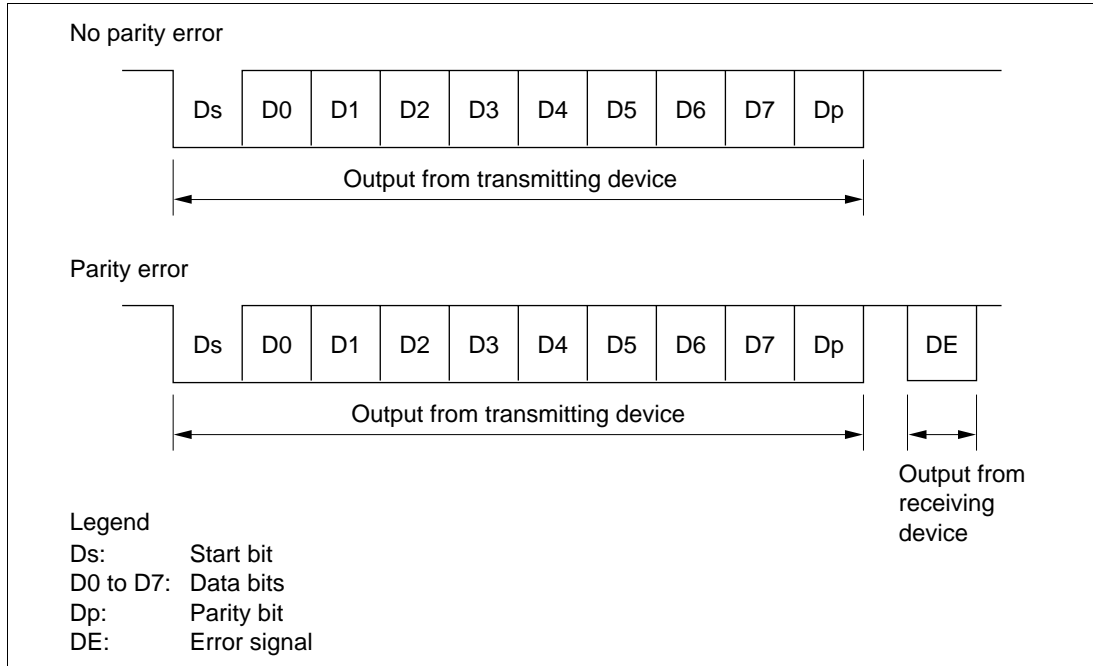 No parity error
Ds D0 D1 D2 D3 D4 D5 D6 D7 Dp
Output from transmitting device
Parity error
Ds D0 D1 D2 D3 D4 D5 D6 D7 Dp DE
Output from transmitting device
Output from
receiving
device
Legend
Ds: Start bit
D0 to D7: Data bits
Dp: Parity bit
DE: Error signal